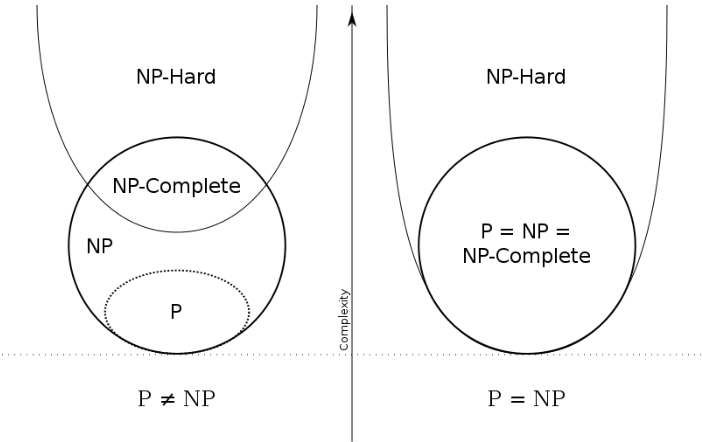 NP-Hard
NP-Complete
NP
P
P ≠ NP
Complexity
NP-Hard
P = NP =
NP-Complete
P = NP